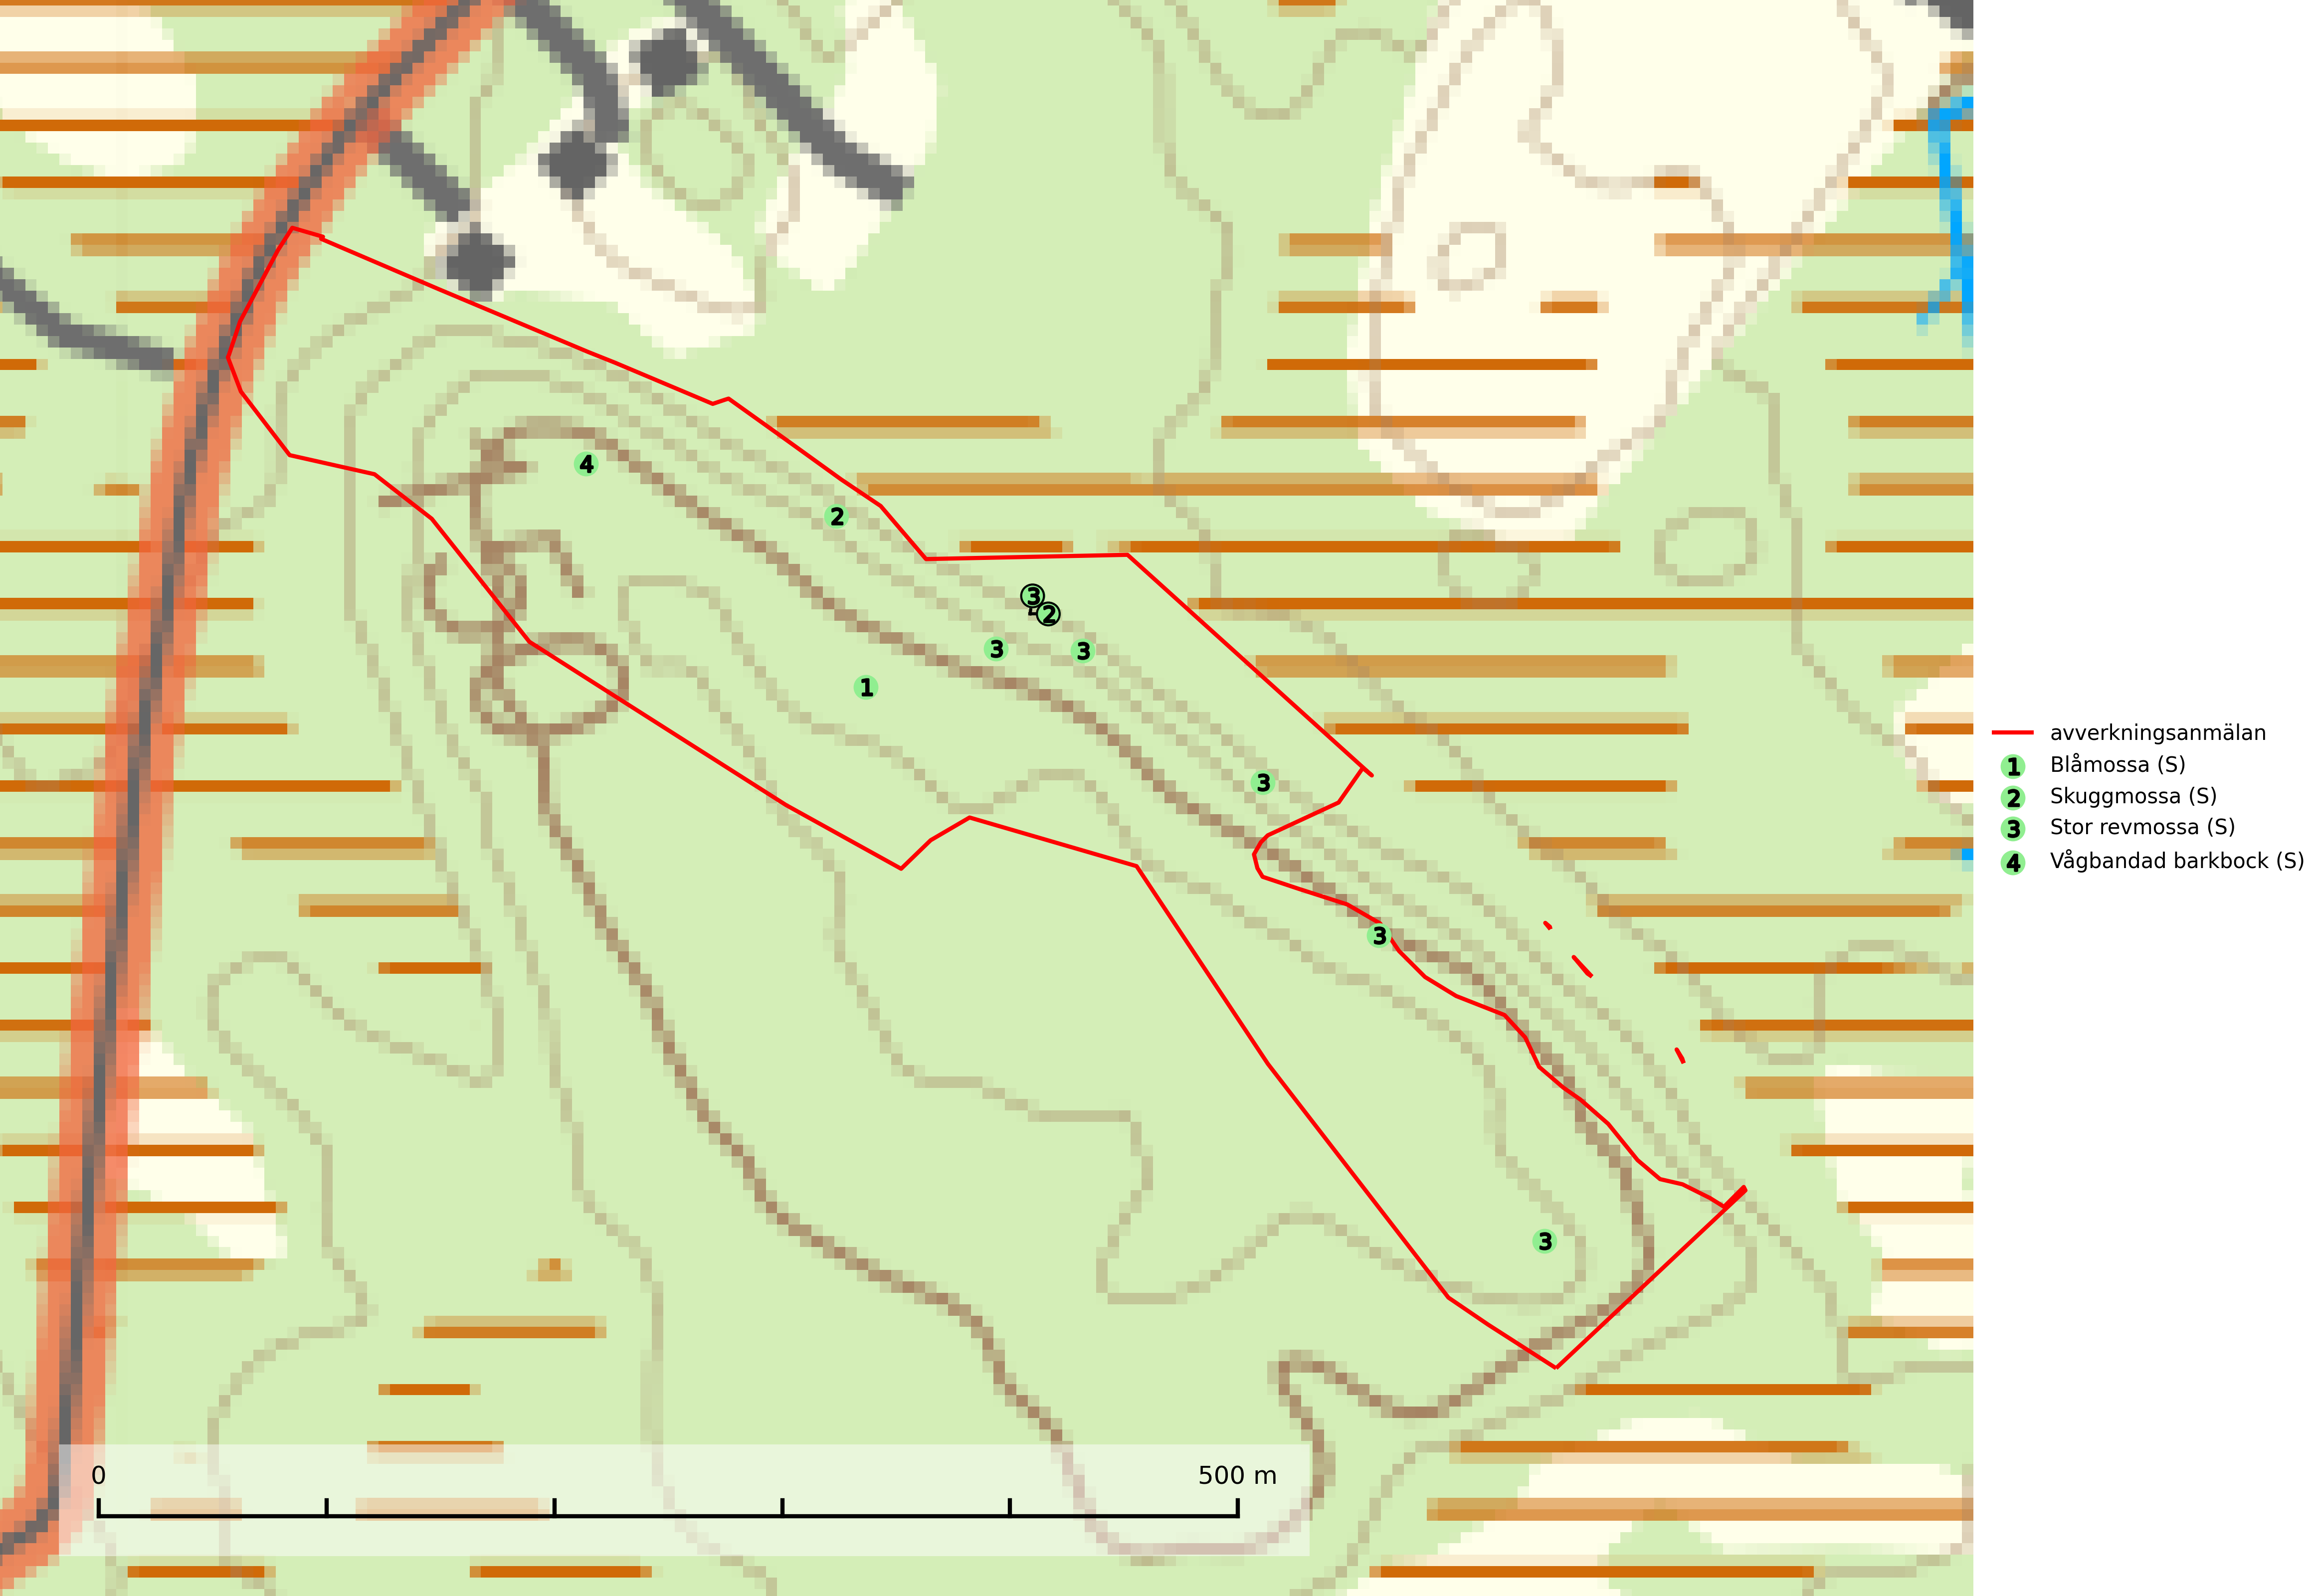 4
2
3
2
3
3
1
3
avverkningsanmälan
1 Blåmossa (S)
2 Skuggmossa (S)
3 Stor revmossa (S)
4 Vågbandad barkbock (S)
3
3
0 500 m